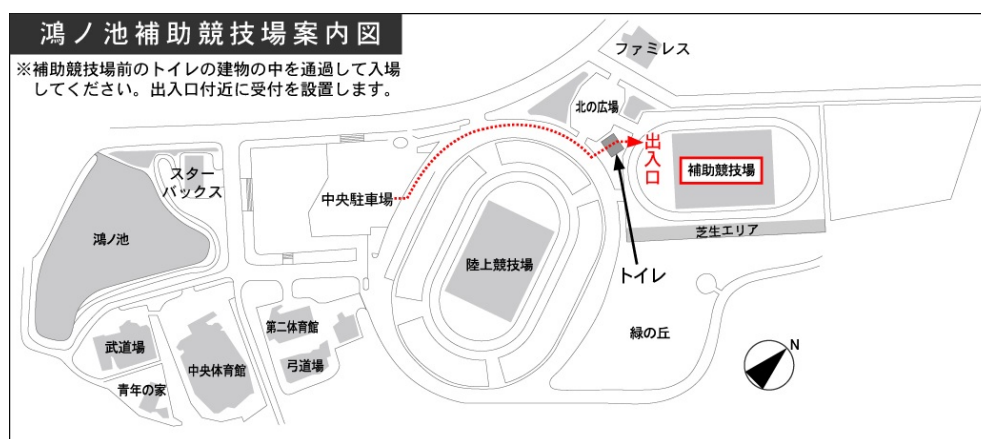 鴻ノ池補助競技場案内図
※補助競技場前のトイレの建物の中を通過して入場
してください。出入口付近に受付を設置します。
ファミレス
北の広場
出入口
補助競技場
スター
バックス
中央駐車場
鴻ノ池
芝生エリア
陸上競技場
トイレ
第二体育館
緑の丘
武道場
弓道場
中央体育館
青年の家
N